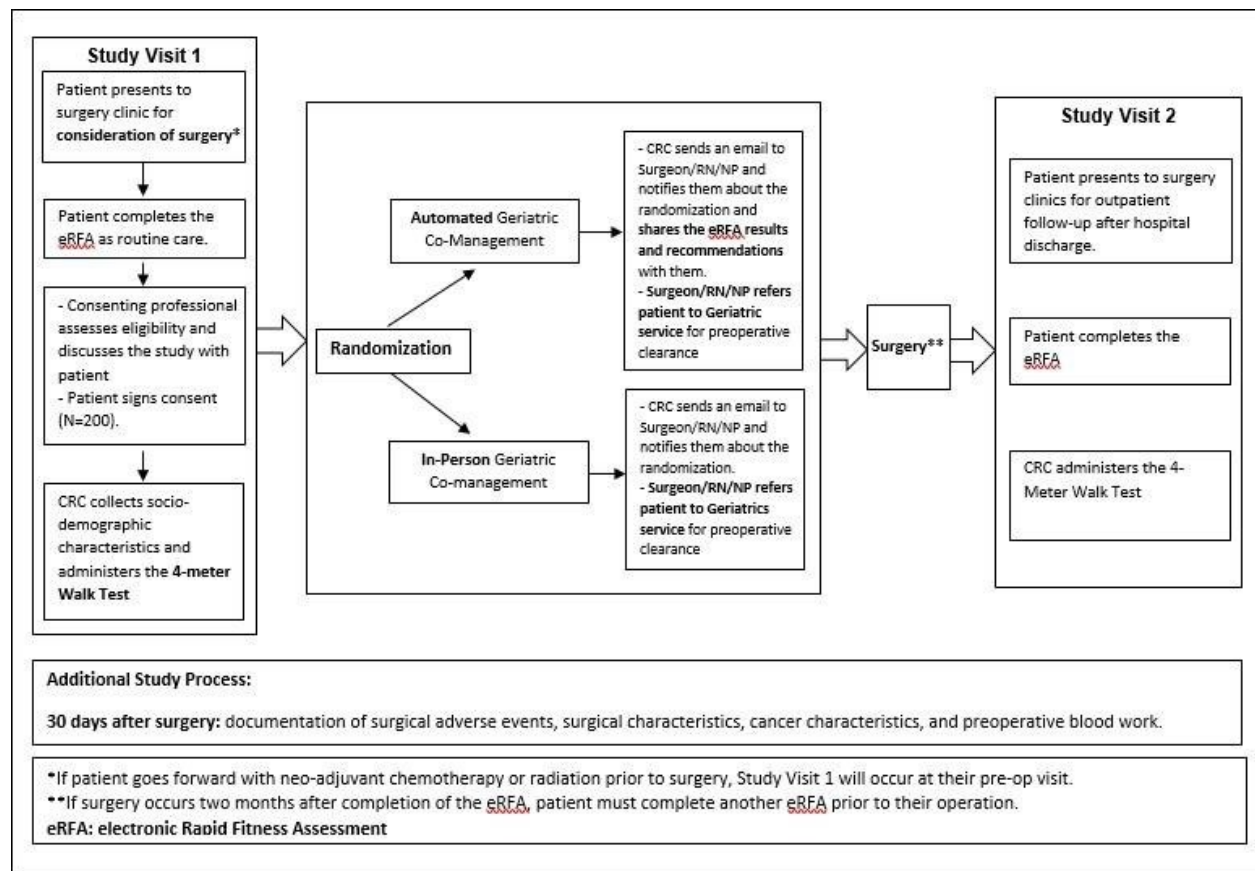 Study Visit 1
Patient presents to
surgery clinic for
consideration of surgery*
Patient completes the
eRFA as routine care.
- Consenting professional
assesses eligibility and
discusses the study with
patient
- Patient signs consent
(N=200).
CRC collects socio-
demographic
characteristics and
administers the 4-meter
Walk Test
Randomization
Automated Geriatric
Co-Management
- CRC sends an email to
Surgeon/RN/NP and
notifies them about the
randomization and
shares the eRFA results
and recommendations
with them.
- Surgeon/RN/NP refers
patient to Geriatric
service for preoperative
clearance
In-Person Geriatric
Co-management
- CRC sends an email to
Surgeon/RN/NP and
notifies them about the
randomization.
- Surgeon/RN/NP refers
patient to Geriatrics
service for preoperative
clearance
Surgery**
Study Visit 2
Patient presents to surgery
clinics for outpatient
follow-up after hospital
discharge.
Patient completes the
eRFA
CRC administers the 4-
Meter Walk Test
Additional Study Process:
30 days after surgery: documentation of surgical adverse events, surgical characteristics, cancer characteristics, and preoperative blood work.
*If patient goes forward with neo-adjuvant chemotherapy or radiation prior to surgery, Study Visit 1 will occur at their pre-op visit.
**If surgery occurs two months after completion of the eRFA, patient must complete another eRFA prior to their operation.
eRFA: electronic Rapid Fitness Assessment